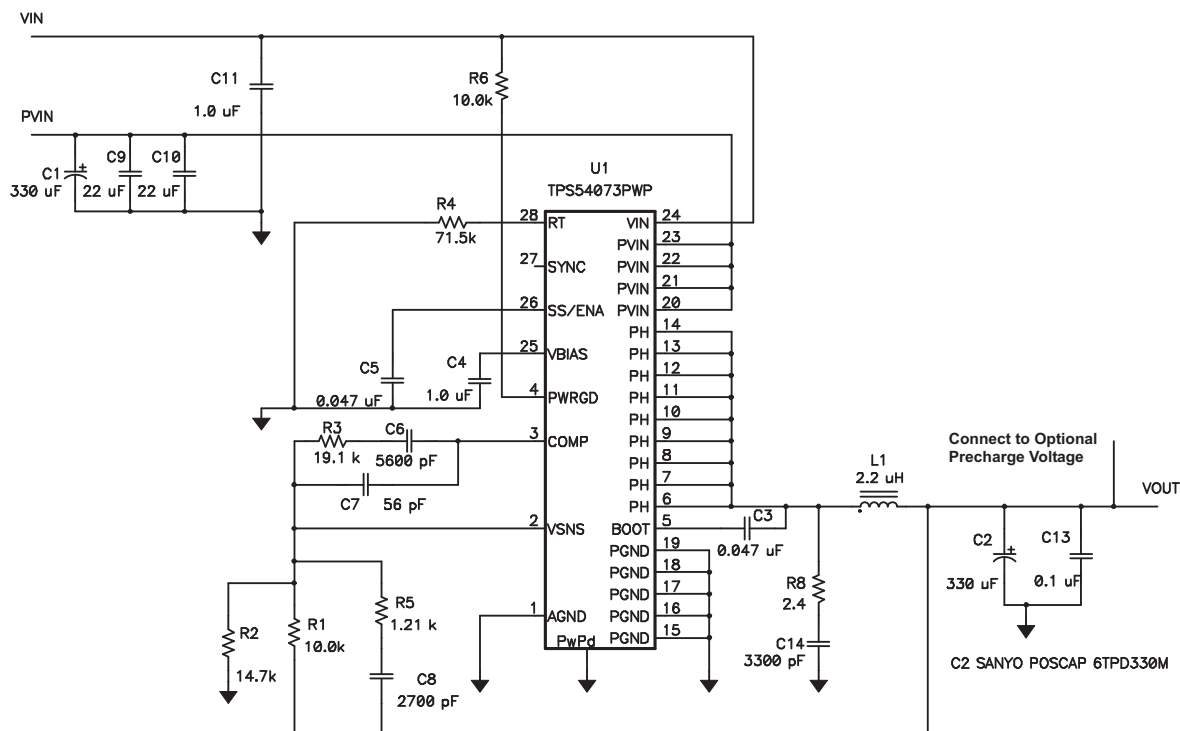 VIN
C11
1.0 uF
R6
10.0k
PVIN
C1
+
330 uF
C9
22 uF
C10
22 uF
U1
TPS54073PWP
R4
71.5k
28 RT
27 SYNC
26 SS/ENA
25 VBIAS
4 PWRGD
3 COMP
2 VSNS
1 AGND
PwPd
VIN 24
PVIN 23
PVIN 22
PVIN 21
PVIN 20
PH 14
PH 13
PH 12
PH 11
PH 10
PH 9
PH 8
PH 7
PH 6
BOOT 5
PGND 19
PGND 18
PGND 17
PGND 16
PGND 15
C5
0.047 uF
C4
1.0 uF
R3
19.1 k
C6
5600 pF
C7
56 pF
R2
14.7k
R1
10.0k
R5
1.21 k
C8
2700 pF
C3
0.047 uF
R8
2.4
C14
3300 pF
L1
2.2 uH
Connect to Optional
Precharge Voltage
VOUT
C2
+
330 uF
C13
0.1 uF
C2 SANYO POSCAP 6TPD330M